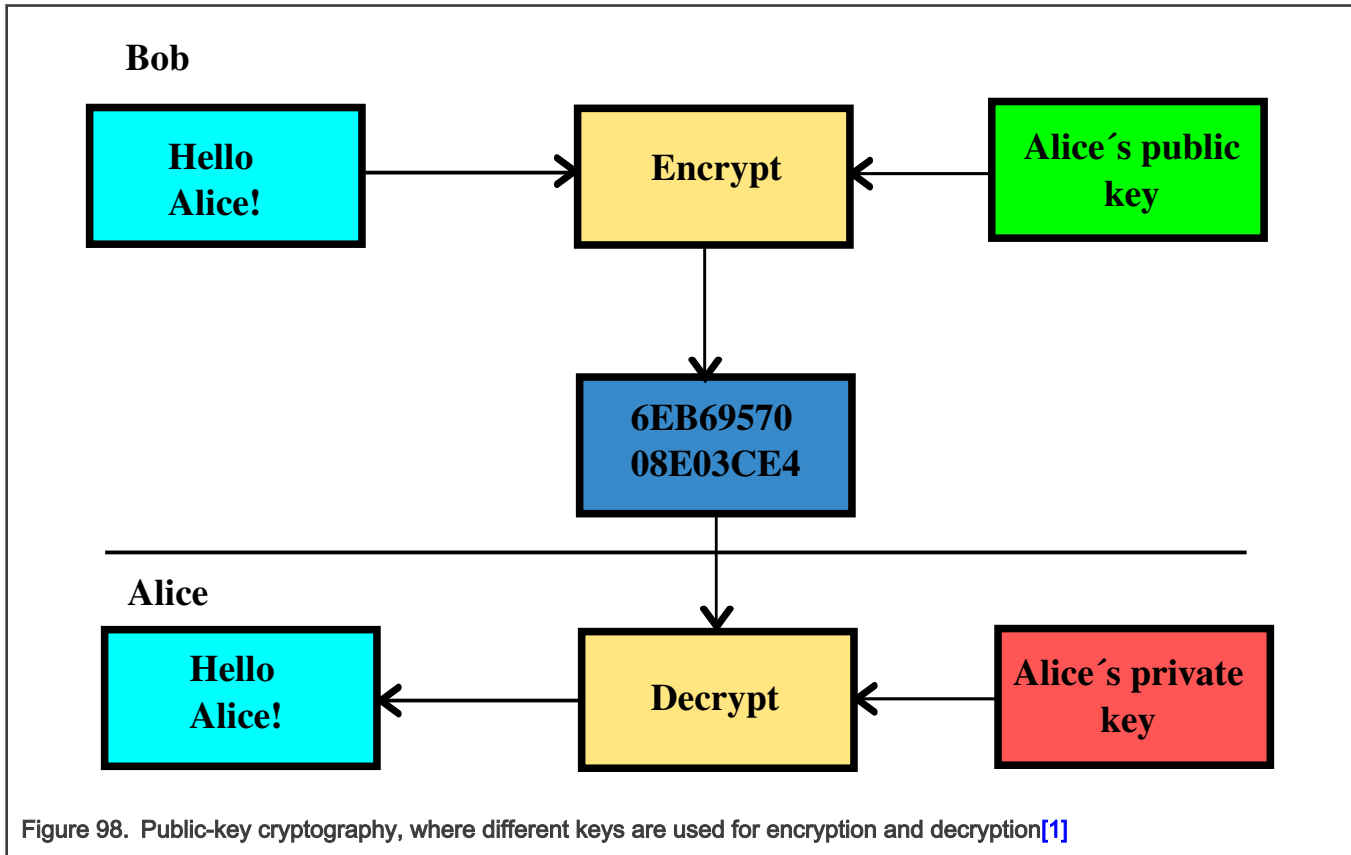 Bob
Hello
Alice!
Encrypt
Alice´s public
key
6EB69570
08E03CE4
Alice
Hello
Alice!
Decrypt
Alice´s private
key
Figure 98. Public-key cryptography, where different keys are used for encryption and decryption[1]